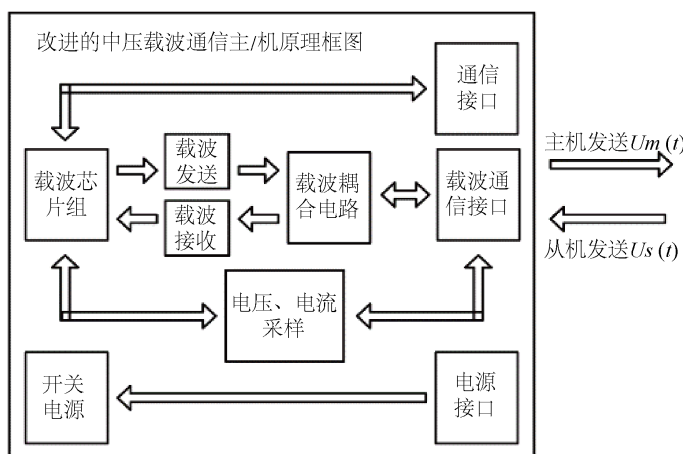 改进的中压载波通信主/机原理框图
通信
接口
主机发送Um (t)
载波
发送
载波芯
片组
载波耦
合电路
载波通
信接口
载波
接收
从机发送Us (t)
电压、电流
采样
开关
电源
电源
接口